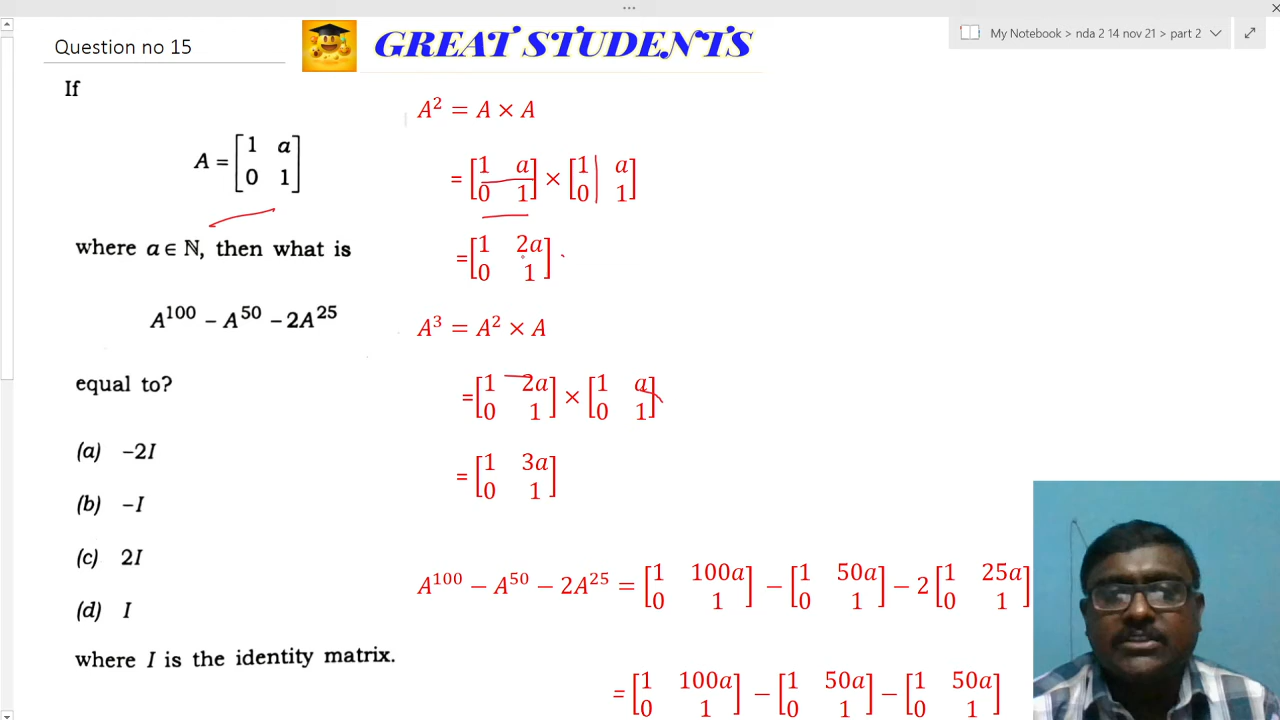 My Notebook > nda 2 14 nov 21 > part 2
Question no 15
GREAT STUDENTS
If
A = [1 a
0 1]
where a ∈ ℕ, then what is
A^100 − A^50 − 2A^25
equal to?
(a) −2I
(b) −I
(c) 2I
(d) I
where I is the identity matrix.
A^2 = A × A
= [1 a
0 1] × [1 a
0 1]
= [1 2a
0 1]
A^3 = A^2 × A
= [1 2a
0 1] × [1 a
0 1]
= [1 3a
0 1]
A^100 − A^50 − 2A^25 = [1 100a
0 1] − [1 50a
0 1] − 2 [1 25a
0 1]
= [1 100a
0 1] − [1 50a
0 1] − [1 50a
0 1]